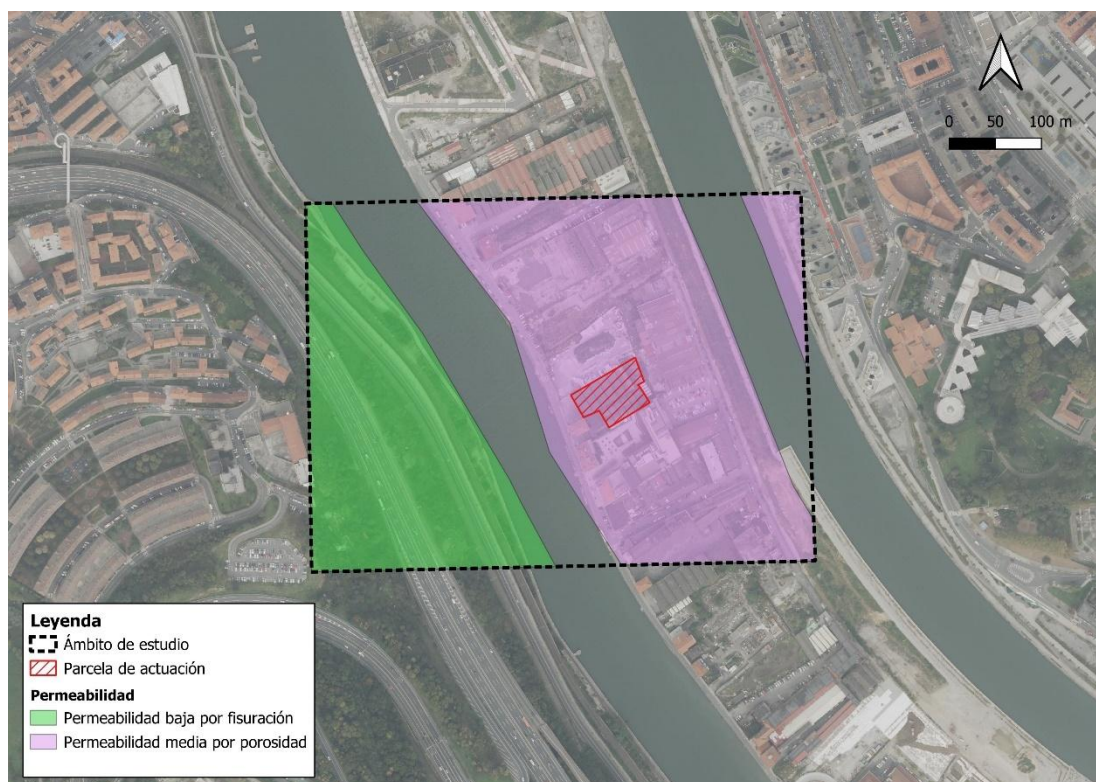 0 50 100 m
Leyenda
Ámbito de estudio
Parcela de actuación
Permeabilidad
Permeabilidad baja por fisuración
Permeabilidad media por porosidad